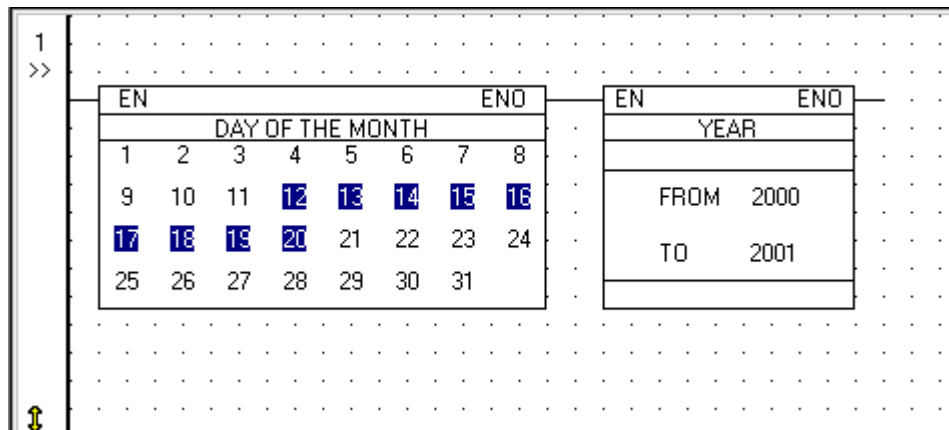 1
>>
EN ENO EN ENO
DAY OF THE MONTH YEAR
1 2 3 4 5 6 7 8
9 10 11 12 13 14 15 16 FROM 2000
17 18 19 20 21 22 23 24
TO 2001
25 26 27 28 29 30 31